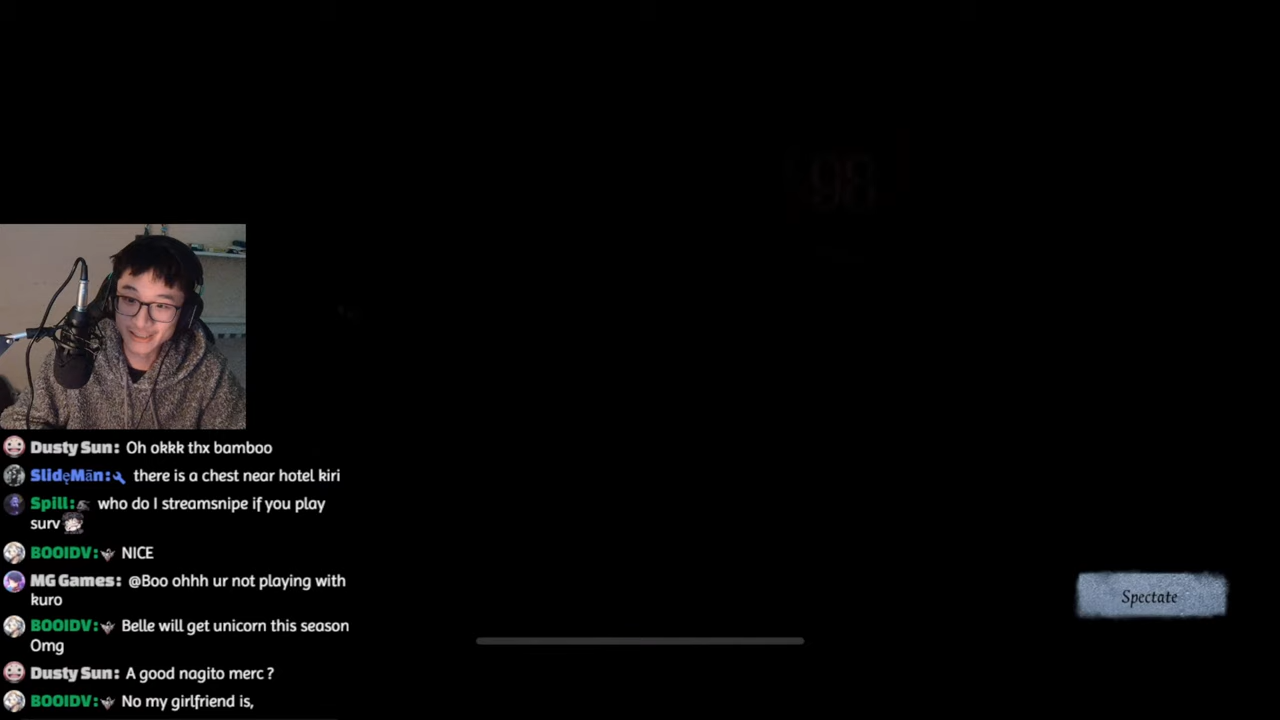 98
Dusty Sun: Oh okkk thx bamboo
SlidęMān: there is a chest near hotel kiri
Spill: who do I streamsnipe if you play
surv
BOOIDV: NICE
MG Games: @Boo ohhh ur not playing with
kuro
BOOIDV: Belle will get unicorn this season
Omg
Spectate
Dusty Sun: A good nagito merc ?
BOOIDV: No my girlfriend is,